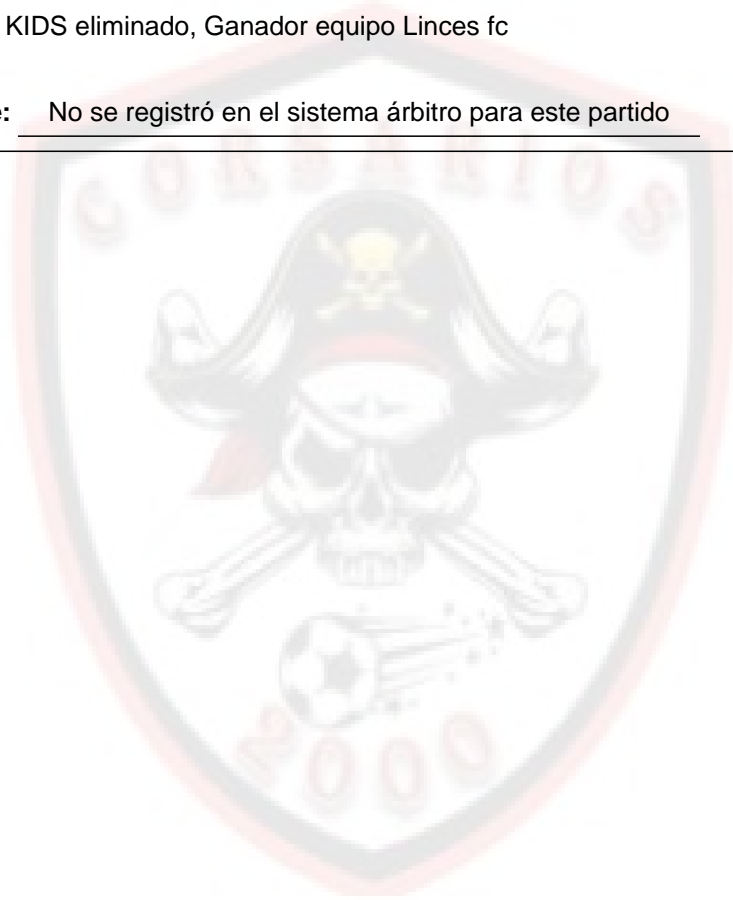 KIDS eliminado, Ganador equipo Linces fc
: No se registró en el sistema árbitro para este partido
CORSARIOS
2000